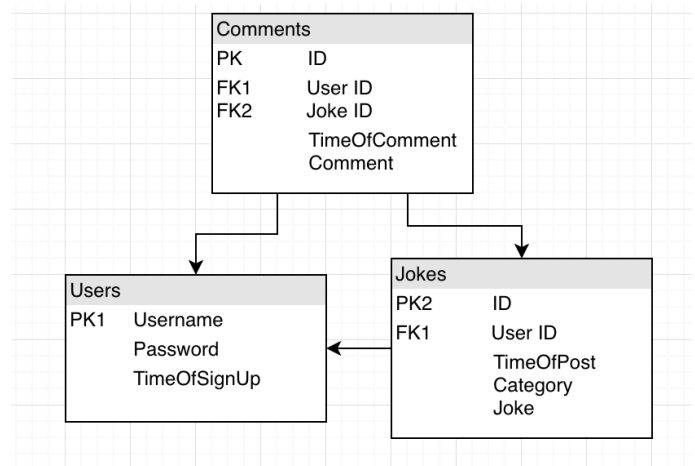 Comments
PK ID
FK1 User ID
FK2 Joke ID
TimeOfComment
Comment
Users
PK1 Username
Password
TimeOfSignUp
Jokes
PK2 ID
FK1 User ID
TimeOfPost
Category
Joke